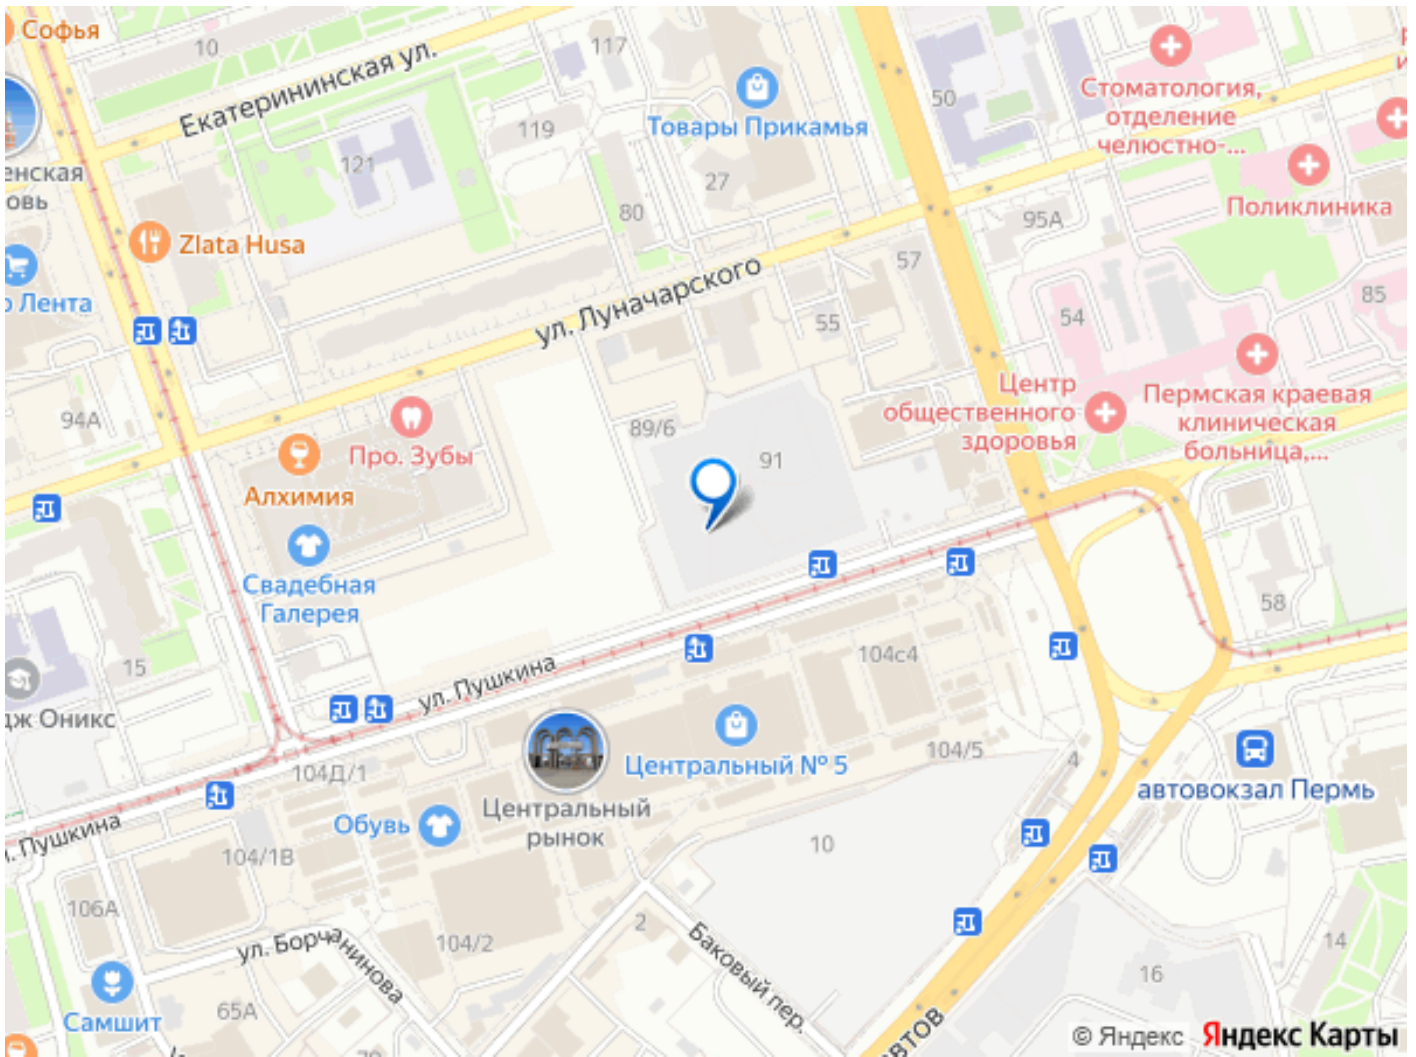 Софья
10
Екатерининская ул.
117
119
121
Товары Прикамья
27
80
50
Стоматология,
отделение
челюстно-...
Поликлиника
95А
енская
овь
Zlata Husa
о Лента
ул. Луначарского
57
55
54
85
94А
89/6
91
Центр
общественного
здоровья
Пермская краевая
клиническая
больница,...
Про. Зубы
Алхимия
Свадебная
Галерея
58
15
дж Оникс
ул. Пушкина
104с4
104Д/1
Центральный № 5
104/5
4
автовокзал Пермь
Центральный
рынок
Обувь
л. Пушкина
104/1В
10
106А
104/2
2
ул. Борчанинова
Баковый пер.
14
16
65А
Самшит
автов
© Яндекс Яндекс Карты